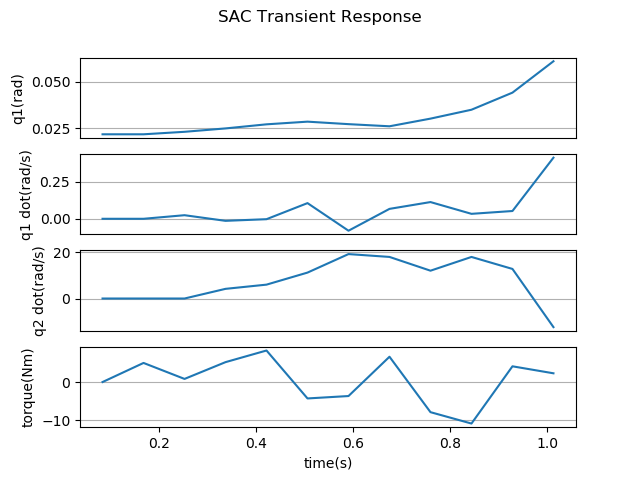 SAC Transient Response
q1(rad)
0.050
0.025
q1 dot(rad/s)
0.25
0.00
q2 dot(rad/s)
20
0
torque(Nm)
0
−10
0.2 0.4 0.6 0.8 1.0
time(s)